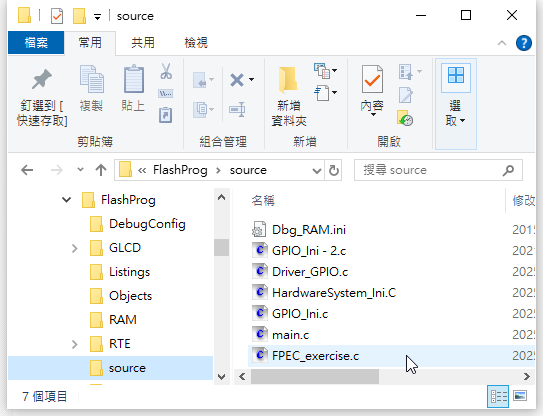 source
檔案 常用 共用 檢視
釘選到 [
快速存取]
複製
貼上
新增
資料夾
內容
選
取
剪貼簿 組合管理 新增 開啟
« FlashProg › source
搜尋 source
FlashProg
DebugConfig
GLCD
Listings
Objects
RAM
RTE
source
名稱 修改
Dbg_RAM.ini 2015
GPIO_Ini - 2.c 2021
Driver_GPIO.c 2025
HardwareSystem_Ini.C 2025
GPIO_Ini.c 2025
main.c 2025
FPEC_exercise.c 2025
7 個項目